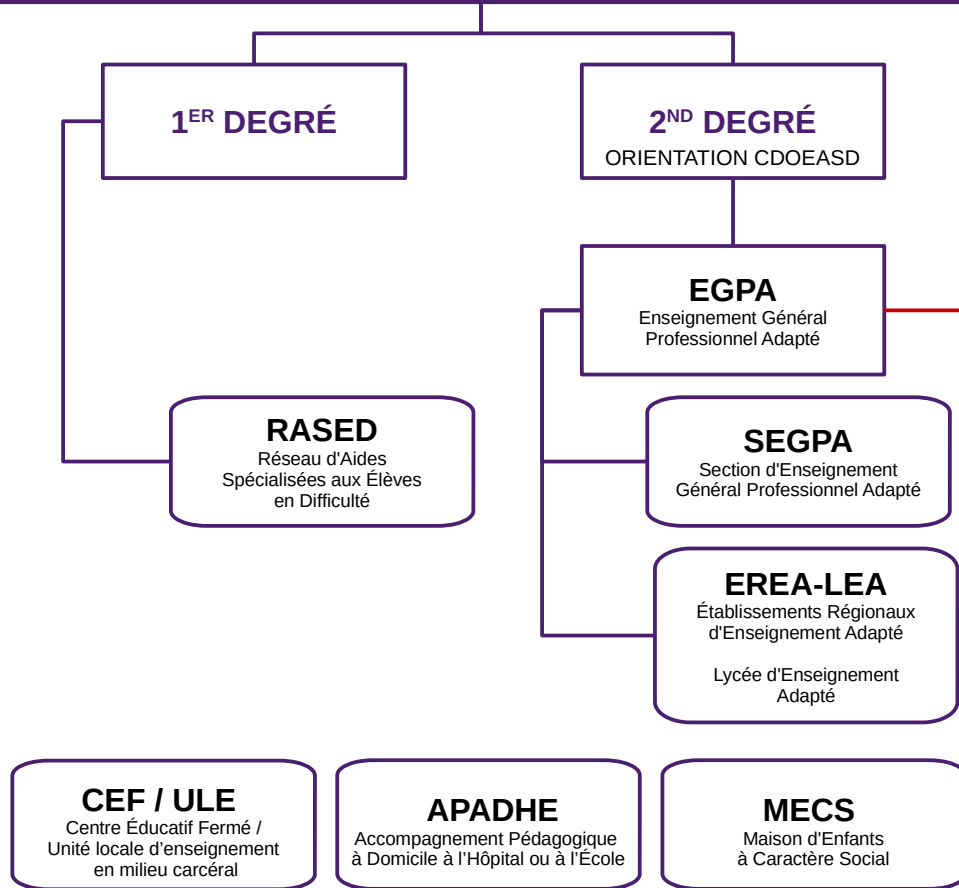 1ER DEGRÉ
2ND DEGRÉ
ORIENTATION CDOEASD
EGPA
Enseignement Général
Professionnel Adapté
RASED
Réseau d'Aides
Spécialisées aux Élèves
en Difficulté
SEGPA
Section d'Enseignement
Général Professionnel Adapté
EREA-LEA
Établissements Régionaux
d'Enseignement Adapté
Lycée d'Enseignement
Adapté
CEF / ULE
Centre Éducatif Fermé /
Unité locale d’enseignement
en milieu carcéral
APADHE
Accompagnement Pédagogique
à Domicile à l’Hôpital ou à l’École
MECS
Maison d'Enfants
à Caractère Social